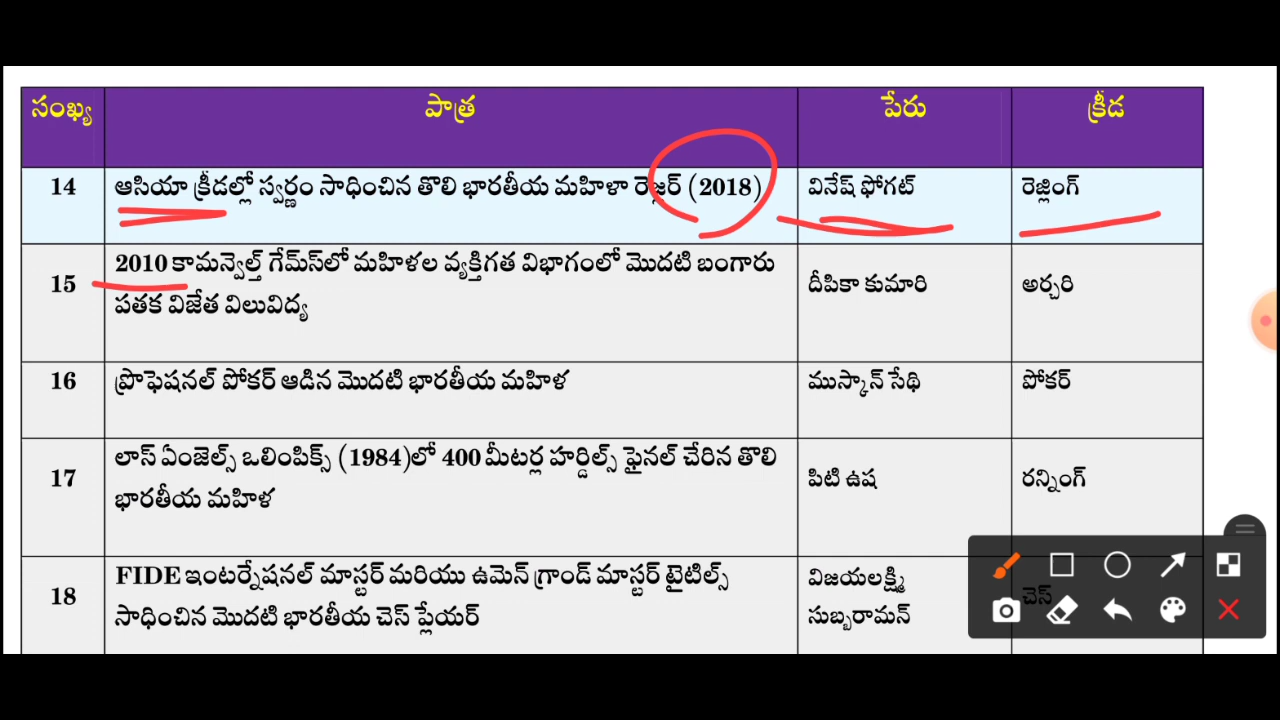 సంఖ్య పాత్ర పేరు క్రీడ
14 ఆసియా క్రీడల్లో స్వర్ణం సాధించిన తొలి భారతీయ మహిళా రెజ్లర్ (2018) వినేష్ ఫోగట్ రెజ్లింగ్
15 2010 కామన్వెల్త్ గేమ్స్‌లో మహిళల వ్యక్తిగత విభాగంలో మొదటి బంగారు
పతక విజేత విలువిద్య దీపికా కుమారి అర్చరి
16 ప్రొఫెషనల్ పోకర్ ఆడిన మొదటి భారతీయ మహిళ ముస్కాన్ సేథి పోకర్
17 లాస్ ఏంజెల్స్ ఒలింపిక్స్ (1984)లో 400 మీటర్ల హర్డిల్స్ ఫైనల్ చేరిన తొలి
భారతీయ మహిళ పిటి ఉష రన్నింగ్
18 FIDE ఇంటర్నేషనల్ మాస్టర్ మరియు ఉమెన్ గ్రాండ్ మాస్టర్ టైటిల్స్ విజయలక్ష్మి
సాధించిన మొదటి భారతీయ చెస్ ప్లేయర్ సుబ్బరామన్ చెస్